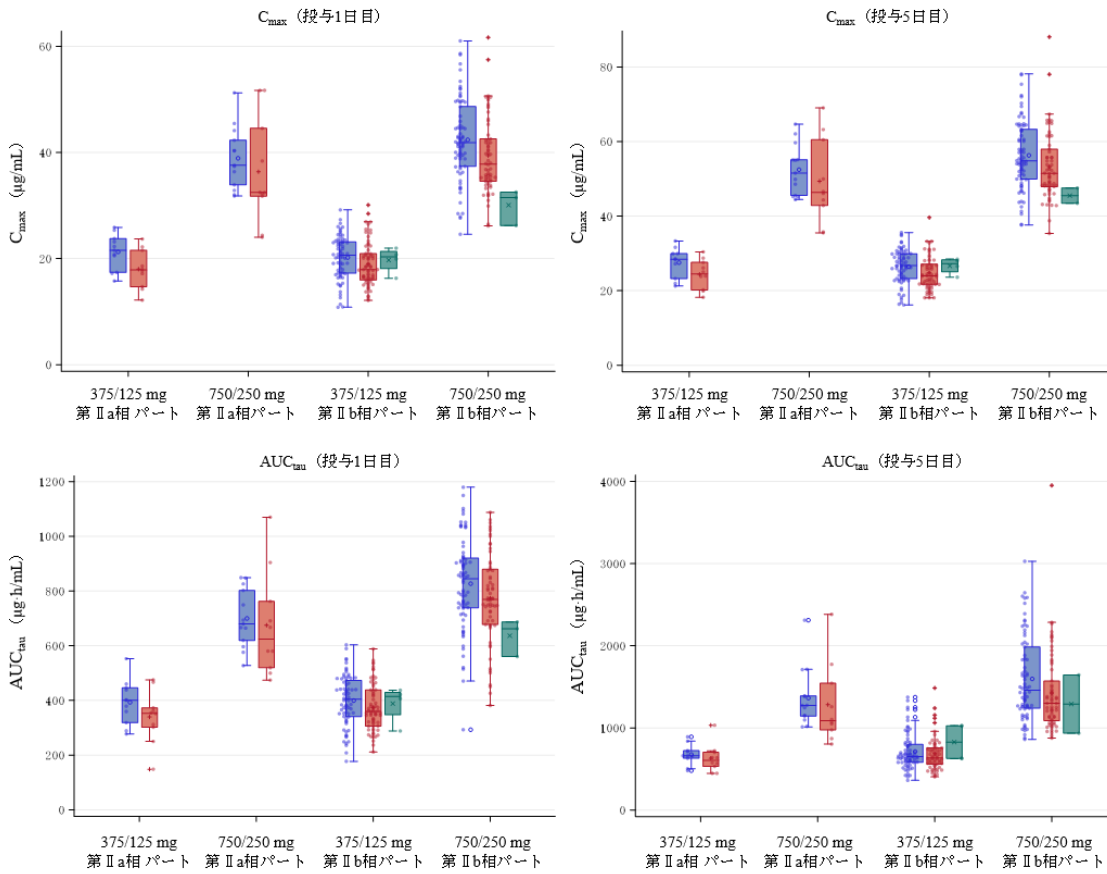 Cmax（投与1日目）
Cmax（µg/mL）
60
40
20
0
375/125 mg 750/250 mg 375/125 mg 750/250 mg
第Ⅱa相 パート 第Ⅱa相 パート 第Ⅱb相 パート 第Ⅱb相 パート
Cmax（投与5日目）
Cmax（µg/mL）
80
60
40
20
0
375/125 mg 750/250 mg 375/125 mg 750/250 mg
第Ⅱa相 パート 第Ⅱa相 パート 第Ⅱb相 パート 第Ⅱb相 パート
AUCtau（投与1日目）
AUCtau（µg·h/mL）
1200
1000
800
600
400
200
0
375/125 mg 750/250 mg 375/125 mg 750/250 mg
第Ⅱa相 パート 第Ⅱa相 パート 第Ⅱb相 パート 第Ⅱb相 パート
AUCtau（投与5日目）
AUCtau（µg·h/mL）
4000
3000
2000
1000
0
375/125 mg 750/250 mg 375/125 mg 750/250 mg
第Ⅱa相 パート 第Ⅱa相 パート 第Ⅱb相 パート 第Ⅱb相 パート